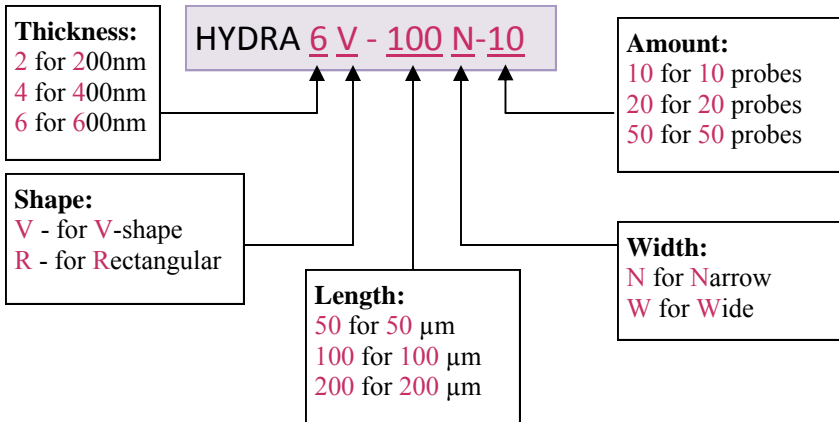 HYDRA 6 V - 100 N-10
Thickness:
2 for 200nm
4 for 400nm
6 for 600nm
Amount:
10 for 10 probes
20 for 20 probes
50 for 50 probes
Shape:
V - for V-shape
R - for Rectangular
Length:
50 for 50 µm
100 for 100 µm
200 for 200 µm
Width:
N for Narrow
W for Wide